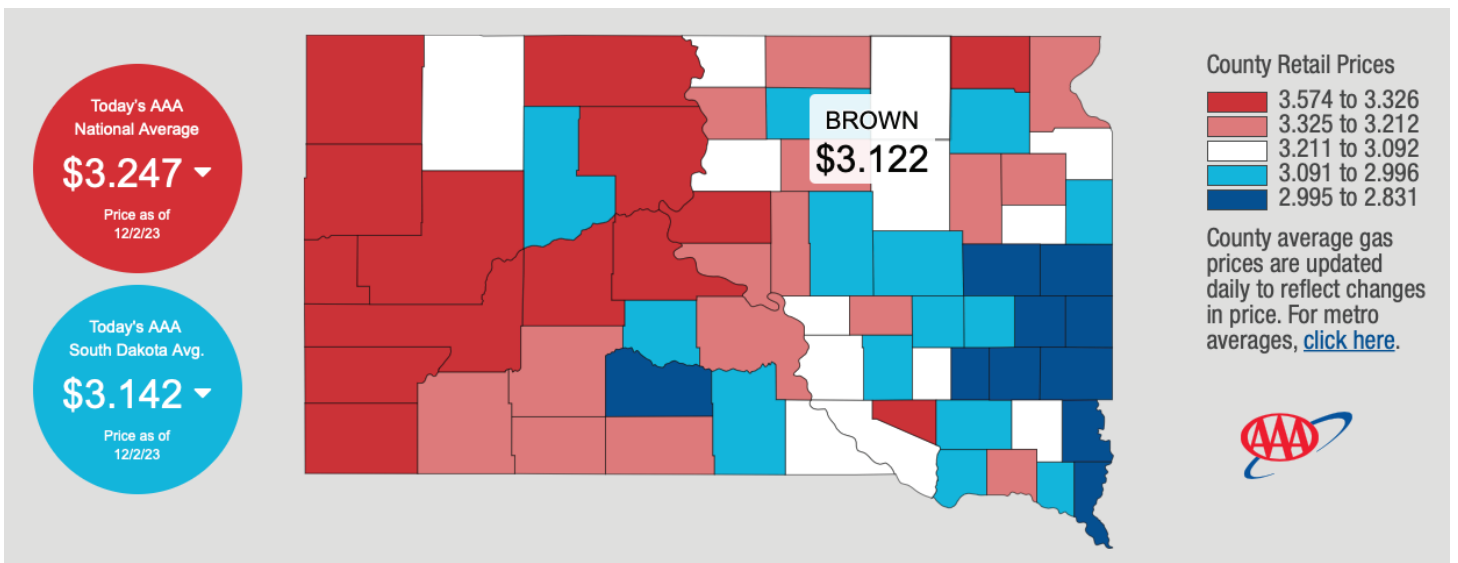 Today's AAA
National Average
$3.247
Price as of
12/2/23
Today's AAA
South Dakota Avg.
$3.142
Price as of
12/2/23
BROWN
$3.122
County Retail Prices
3.574 to 3.326
3.325 to 3.212
3.211 to 3.092
3.091 to 2.996
2.995 to 2.831
County average gas
prices are updated
daily to reflect changes
in price. For metro
averages, click here.
AAA